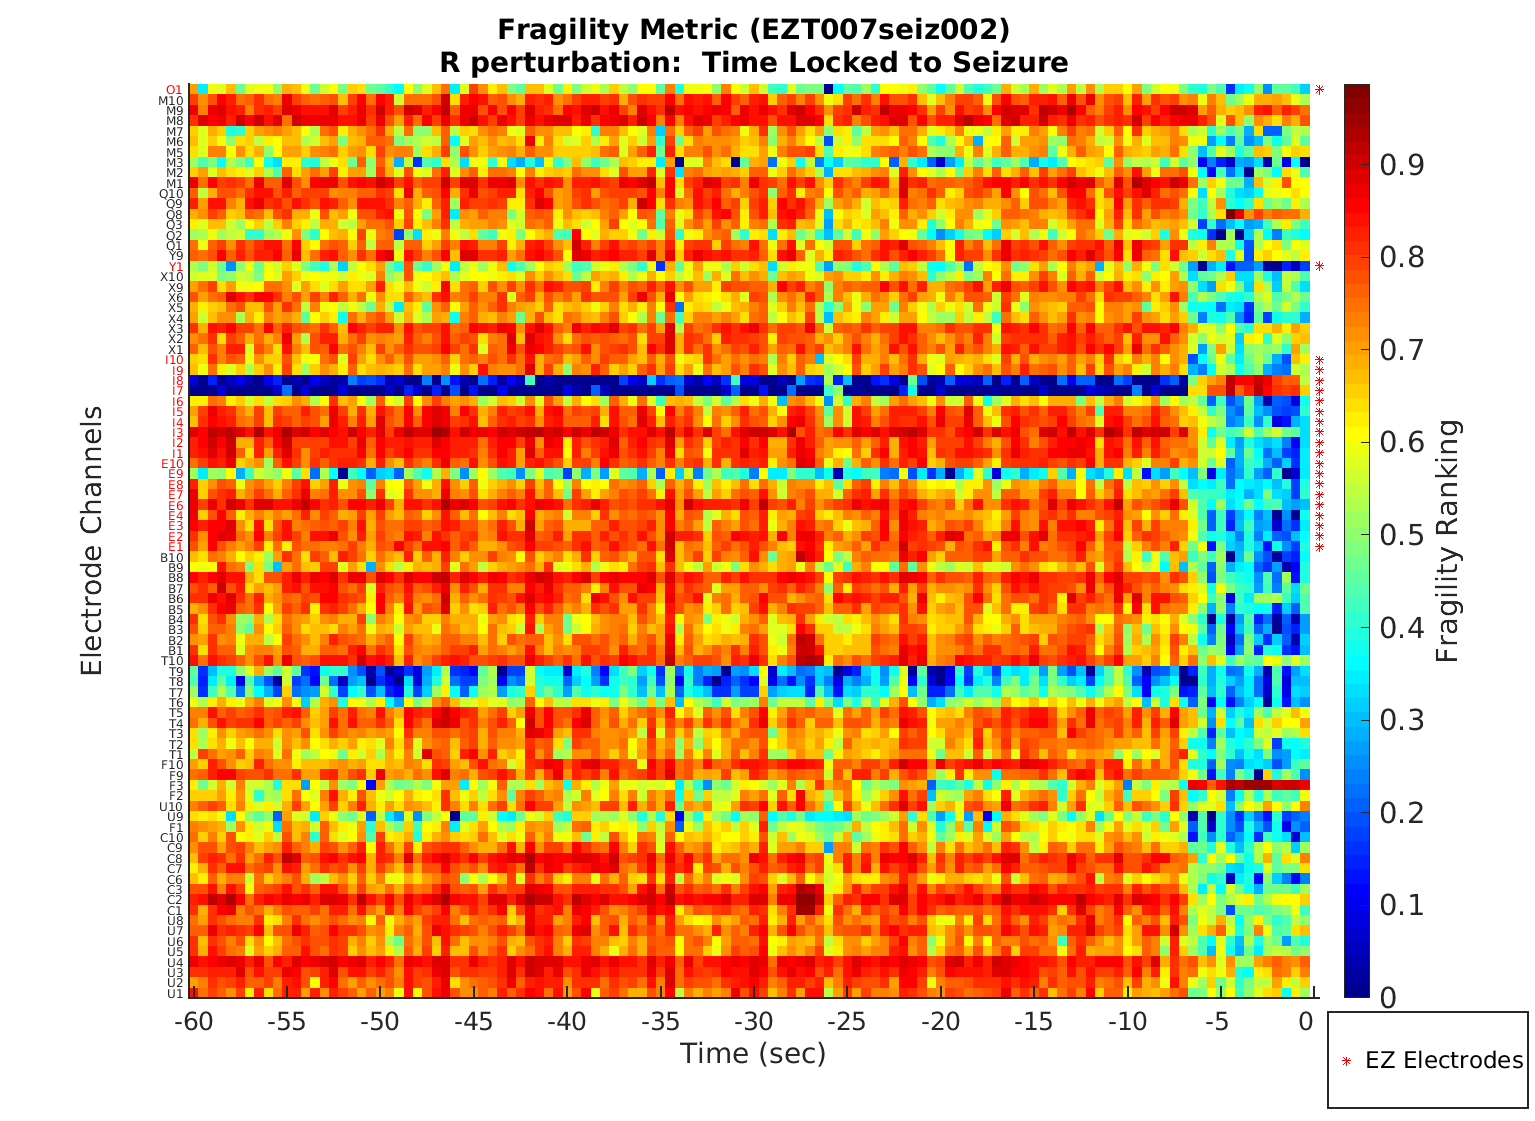 Fragility Metric (EZT007seiz002)
R perturbation:  Time Locked to Seizure
Electrode Channels
O1
M10
M9
M8
M7
M6
M5
M3
M2
M1
Q10
Q9
Q8
Q3
Q2
Q1
Y9
Y1
X10
X9
X6
X5
X4
X3
X2
X1
I10
I9
I8
I7
I6
I5
I4
I3
I2
I1
E10
E9
E8
E7
E6
E4
E3
E2
E1
B10
B9
B8
B7
B6
B5
B4
B3
B2
B1
T10
T9
T8
T7
T6
T5
T4
T3
T2
T1
F10
F9
F3
F2
U10
U9
F1
C10
C9
C8
C7
C6
C3
C2
C1
U8
U7
U6
U5
U4
U3
U2
U1
-60 -55 -50 -45 -40 -35 -30 -25 -20 -15 -10 -5 0
Time (sec)
0.9
0.8
0.7
0.6
0.5
0.4
0.3
0.2
0.1
0
Fragility Ranking
EZ Electrodes